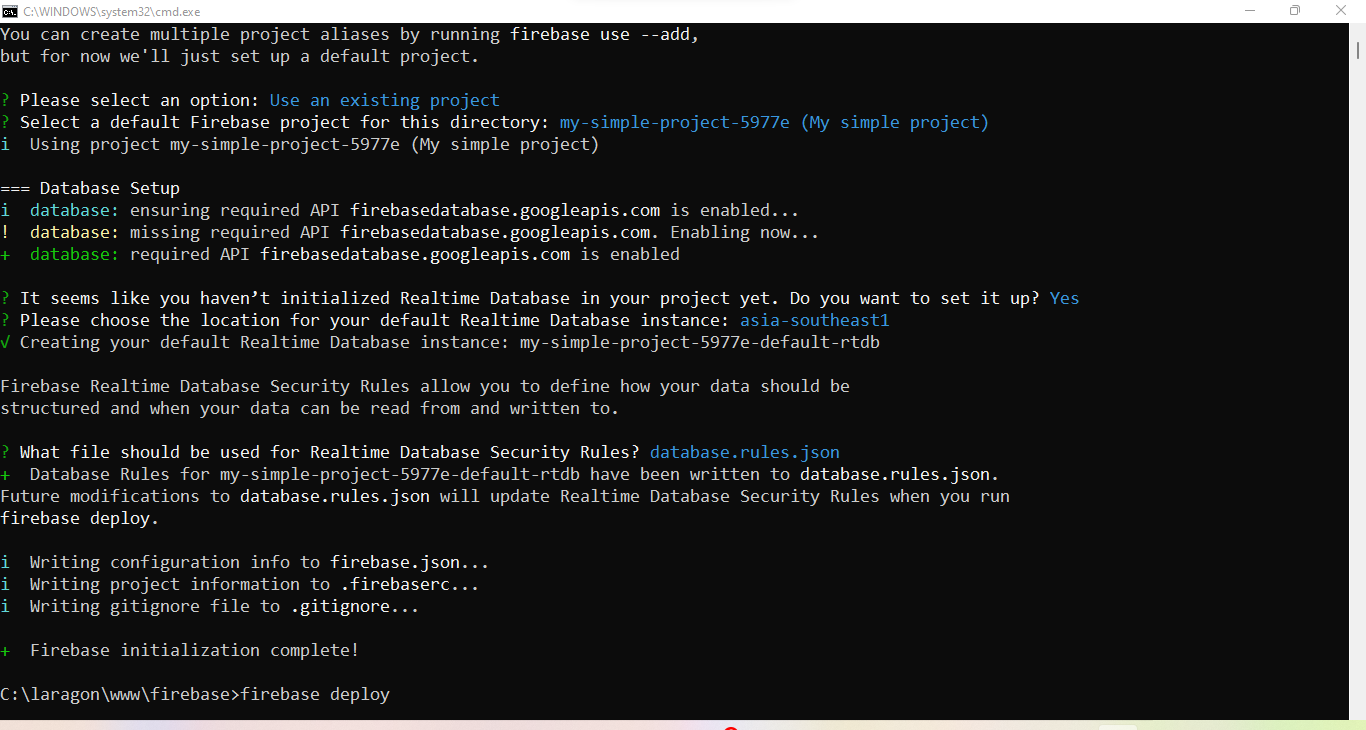 C:\WINDOWS\system32\cmd.exe
You can create multiple project aliases by running firebase use --add,
but for now we'll just set up a default project.
? Please select an option: Use an existing project
? Select a default Firebase project for this directory: my-simple-project-5977e (My simple project)
i  Using project my-simple-project-5977e (My simple project)
=== Database Setup
i  database: ensuring required API firebasedatabase.googleapis.com is enabled...
!  database: missing required API firebasedatabase.googleapis.com. Enabling now...
+  database: required API firebasedatabase.googleapis.com is enabled
? It seems like you haven’t initialized Realtime Database in your project yet. Do you want to set it up? Yes
? Please choose the location for your default Realtime Database instance: asia-southeast1
√ Creating your default Realtime Database instance: my-simple-project-5977e-default-rtdb
Firebase Realtime Database Security Rules allow you to define how your data should be
structured and when your data can be read from and written to.
? What file should be used for Realtime Database Security Rules? database.rules.json
+  Database Rules for my-simple-project-5977e-default-rtdb have been written to database.rules.json.
Future modifications to database.rules.json will update Realtime Database Security Rules when you run
firebase deploy.
i  Writing configuration info to firebase.json...
i  Writing project information to .firebaserc...
i  Writing gitignore file to .gitignore...
+  Firebase initialization complete!
C:\laragon\www\firebase>firebase deploy